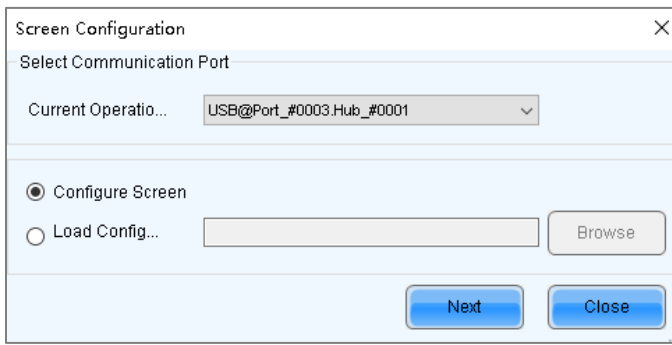 Screen Configuration
Select Communication Port
Current Operatio... USB@Port_#0003.Hub_#0001
Configure Screen
Load Config... Browse
Next Close